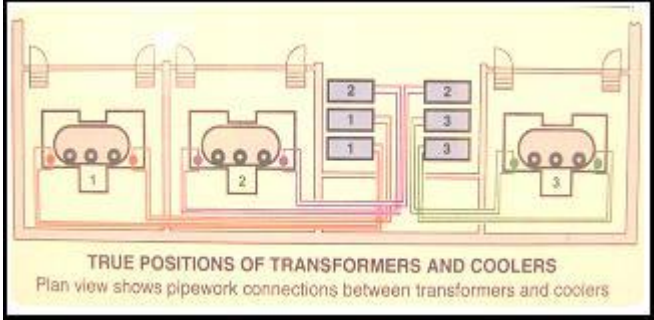 2 2
1 3
1 3
1 2 3
TRUE POSITIONS OF TRANSFORMERS AND COOLERS
Plan view shows pipework connections between transformers and coolers